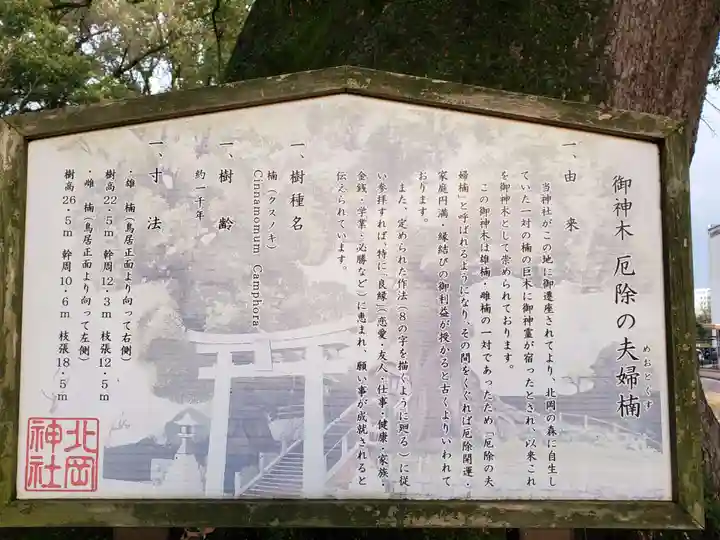 御神木 厄除の夫婦楠
めおとくす
一、由 来
当神社がこの地に御遷座されてより、北岡の森に自生し
ていた一対の楠の巨木に御神霊が宿ったとされ、以来これ
を御神木として崇められております。
この御神木は雄楠・雌楠の一対であったため「厄除の夫
婦楠」と呼ばれるようになり、その間をくぐれば厄除開運・
家庭円満・縁結びの御利益が授かると古くよりいわれて
おります。
また、定められた作法（8の字を描くように廻る）に従
い参拝すれば、特に「良縁」（恋愛・友人・仕事・健康・家族・
金銭・学業・必勝など）に恵まれ、願い事が成就されると
伝えられています。
一、樹種名
楠（クスノキ）
Cinnamomum Camphora
一、樹 齢
約一千年
一、寸 法
・雄 楠（鳥居正面より向って右側）
樹高22・5m 幹周12・3m 枝張12・5m
・雌 楠（鳥居正面より向って左側）
樹高26・5m 幹周10・6m 枝張18・5m
北岡
神社